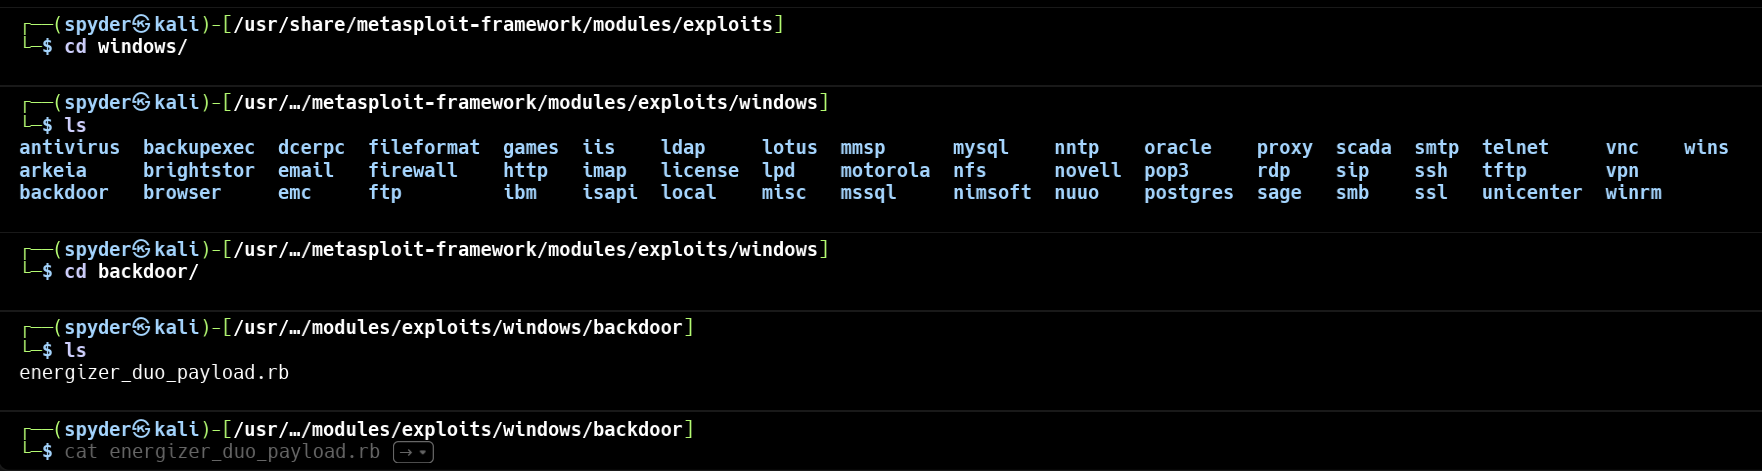 ┌──(spyder㉿kali)-[/usr/share/metasploit-framework/modules/exploits]
└─$ cd windows/
┌──(spyder㉿kali)-[/usr/…/metasploit-framework/modules/exploits/windows]
└─$ ls
antivirus  backupexec  dcerpc  fileformat  games  iis  ldap  lotus  mmsp  mysql  nntp  oracle  proxy  scada  smtp  telnet  vnc  wins
arkeia  brightstor  email  firewall  http  imap  license  lpd  motorola  nfs  novell  pop3  rdp  sip  ssh  tftp  vpn
backdoor  browser  emc  ftp  ibm  isapi  local  misc  mssql  nimsoft  nuuo  postgres  sage  smb  ssl  unicenter  winrm
┌──(spyder㉿kali)-[/usr/…/metasploit-framework/modules/exploits/windows]
└─$ cd backdoor/
┌──(spyder㉿kali)-[/usr/…/modules/exploits/windows/backdoor]
└─$ ls
energizer_duo_payload.rb
┌──(spyder㉿kali)-[/usr/…/modules/exploits/windows/backdoor]
└─$ cat energizer_duo_payload.rb